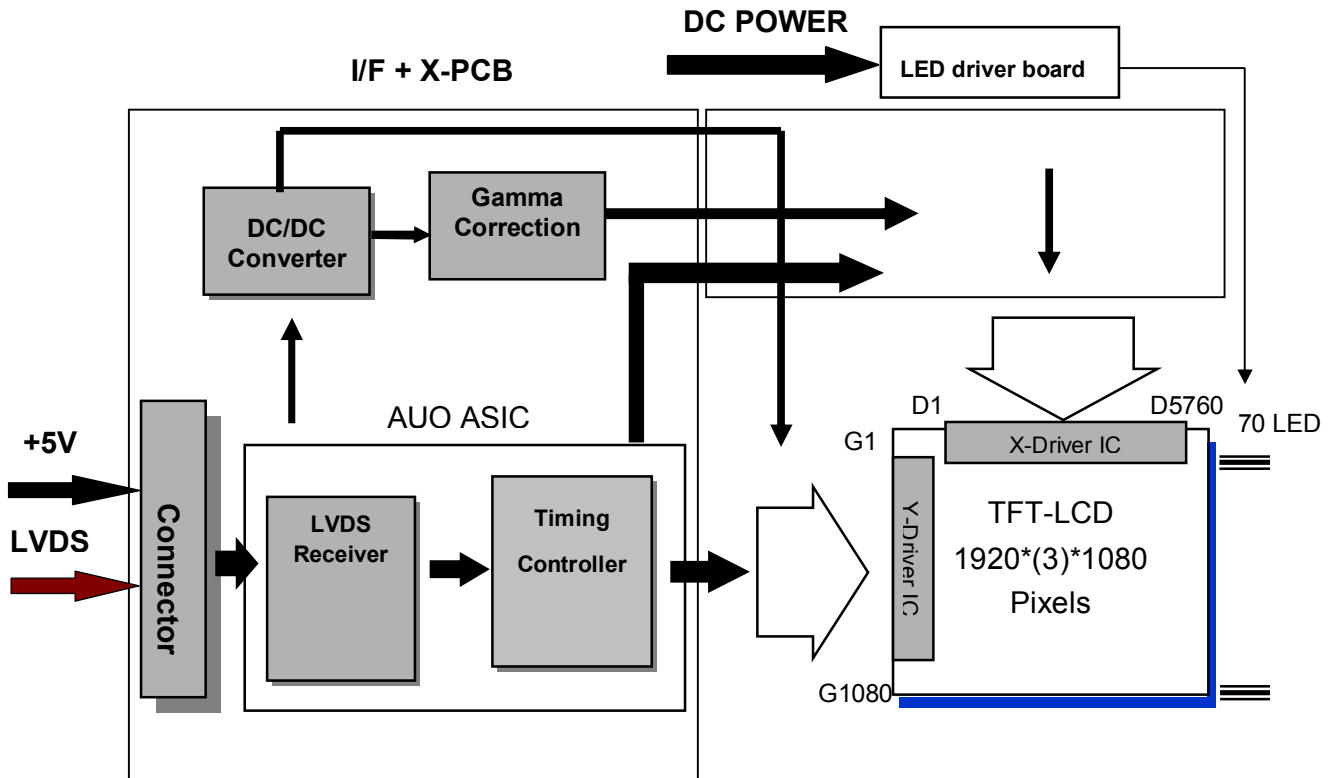 DC POWER
LED driver board
I/F + X-PCB
Gamma
Correction
DC/DC
Converter
AUO ASIC
D1
D5760
70 LED
+5V
G1
X-Driver IC
Connector
LVDS
LVDS
Receiver
Timing
Controller
Y-Driver IC
TFT-LCD
1920*(3)*1080
Pixels
G1080